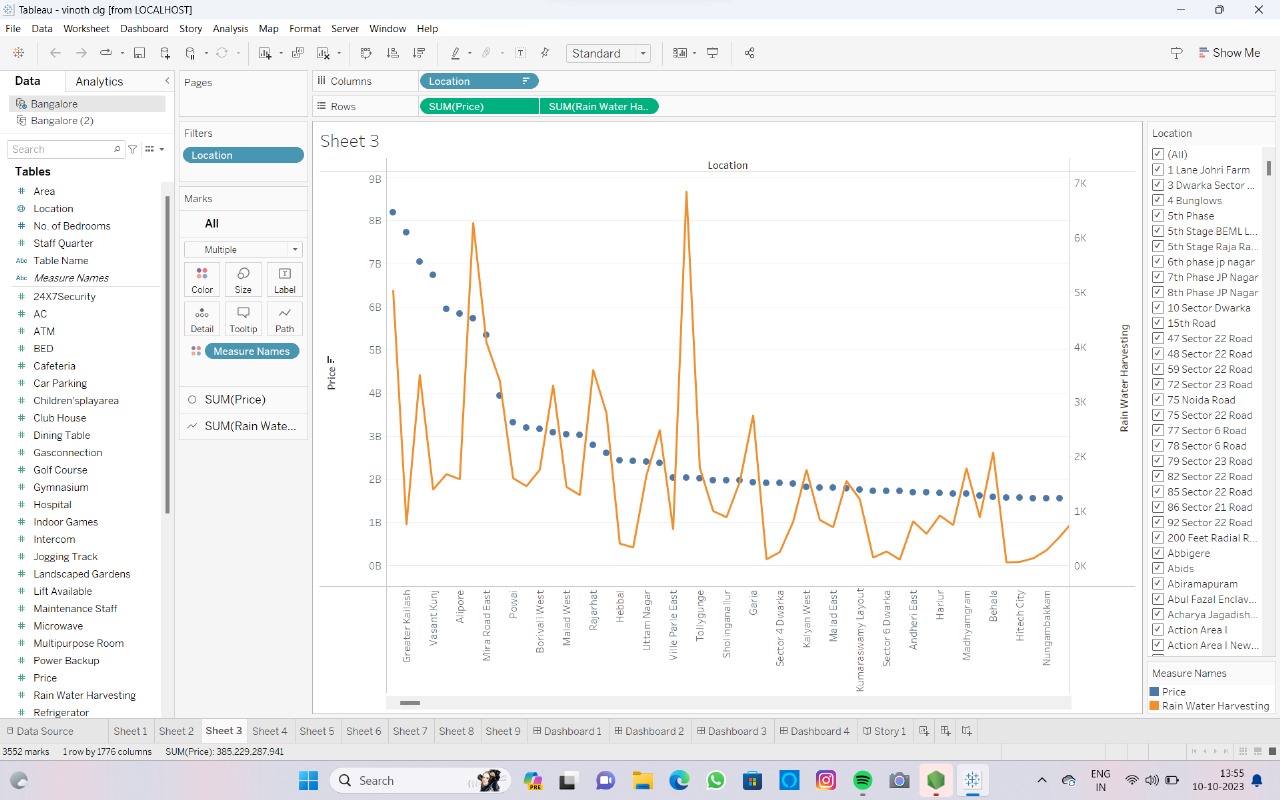 Tableau - vinoth clg [from LOCALHOST]
File Data Worksheet Dashboard Story Analysis Map Format Server Window Help
Standard
Show Me
Data Analytics
Bangalore
Bangalore (2)
Search
Tables
# Area
Location
# No. of Bedrooms
# Staff Quarter
Abc Table Name
Abc Measure Names
# 24X7Security
# AC
# ATM
# BED
# Cafeteria
# Car Parking
# Children'splayarea
# Club House
# Dining Table
# Gasconnection
# Golf Course
# Gymnasium
# Hospital
# Indoor Games
# Intercom
# Jogging Track
# Landscaped Gardens
# Lift Available
# Maintenance Staff
# Microwave
# Multipurpose Room
# Power Backup
# Price
# Rain Water Harvesting
# Refrigerator
Pages
Filters
Location
Marks
All
Multiple
Color Size Label
Detail Tooltip Path
Measure Names
SUM(Price)
SUM(Rain Wate...
Columns Location
Rows SUM(Price) SUM(Rain Water Ha..
Sheet 3
Location
9B
8B
7B
6B
5B
4B
3B
2B
1B
0B
Price
7K
6K
5K
4K
3K
2K
1K
0K
Rain Water Harvesting
Greater Kailash
Vasant Kunj
Alipore
Mira Road East
Powai
Borivali West
Malad West
Rajarhat
Hebbal
Uttam Nagar
Ville Parle East
Tollygunge
Sholinganallur
Garia
Sector 4 Dwarka
Kalyan West
Malad East
Kumaraswamy Layout
Sector 6 Dwarka
Andheri East
Harlur
Madhyamgram
Behala
Hitech City
Nungambakkam
Location
(All)
1 Lane Johri Farm
3 Dwarka Sector ...
4 Bunglows
5th Phase
5th Stage BEML L...
5th Stage Raja Ra...
6th phase jp nagar
7th Phase JP Nagar
8th Phase JP Nagar
10 Sector Dwarka
15th Road
47 Sector 22 Road
48 Sector 22 Road
59 Sector 22 Road
72 Sector 23 Road
75 Noida Road
75 Sector 22 Road
77 Sector 6 Road
78 Sector 6 Road
79 Sector 23 Road
82 Sector 22 Road
85 Sector 22 Road
86 Sector 21 Road
92 Sector 22 Road
200 Feet Radial R...
Abbigere
Abids
Abiramapuram
Abul Fazal Enclav...
Acharya Jagadish...
Action Area I
Action Area I New...
Measure Names
Price
Rain Water Harvesting
Data Source Sheet 1 Sheet 2 Sheet 3 Sheet 4 Sheet 5 Sheet 6 Sheet 7 Sheet 8 Sheet 9 Dashboard 1 Dashboard 2 Dashboard 3 Dashboard 4 Story 1
3552 marks 1 row by 1776 columns SUM(Price): 385,229,287,941
Search
PRE
ENG
IN
13:55
10-10-2023